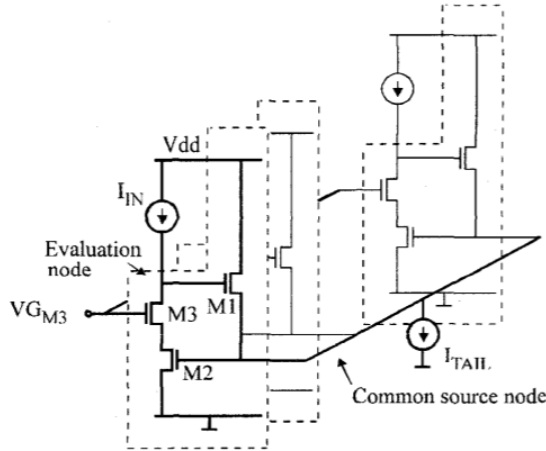 Vdd
I_IN
Evaluation
node
M1
VG_M3
M3
M2
I_TAIL
Common source node